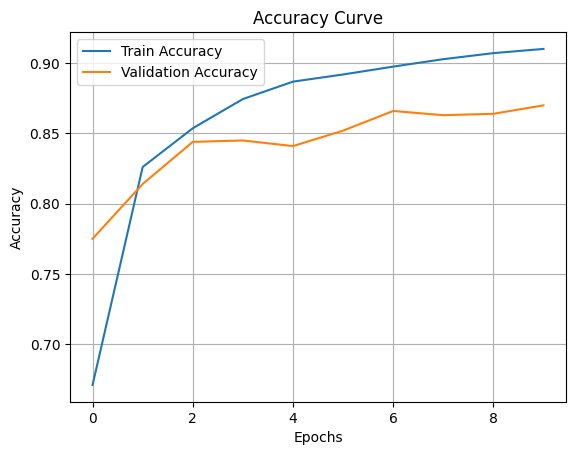 Accuracy Curve
Train Accuracy
Validation Accuracy
0.90
0.85
0.80
0.75
0.70
Accuracy
0 2 4 6 8
Epochs